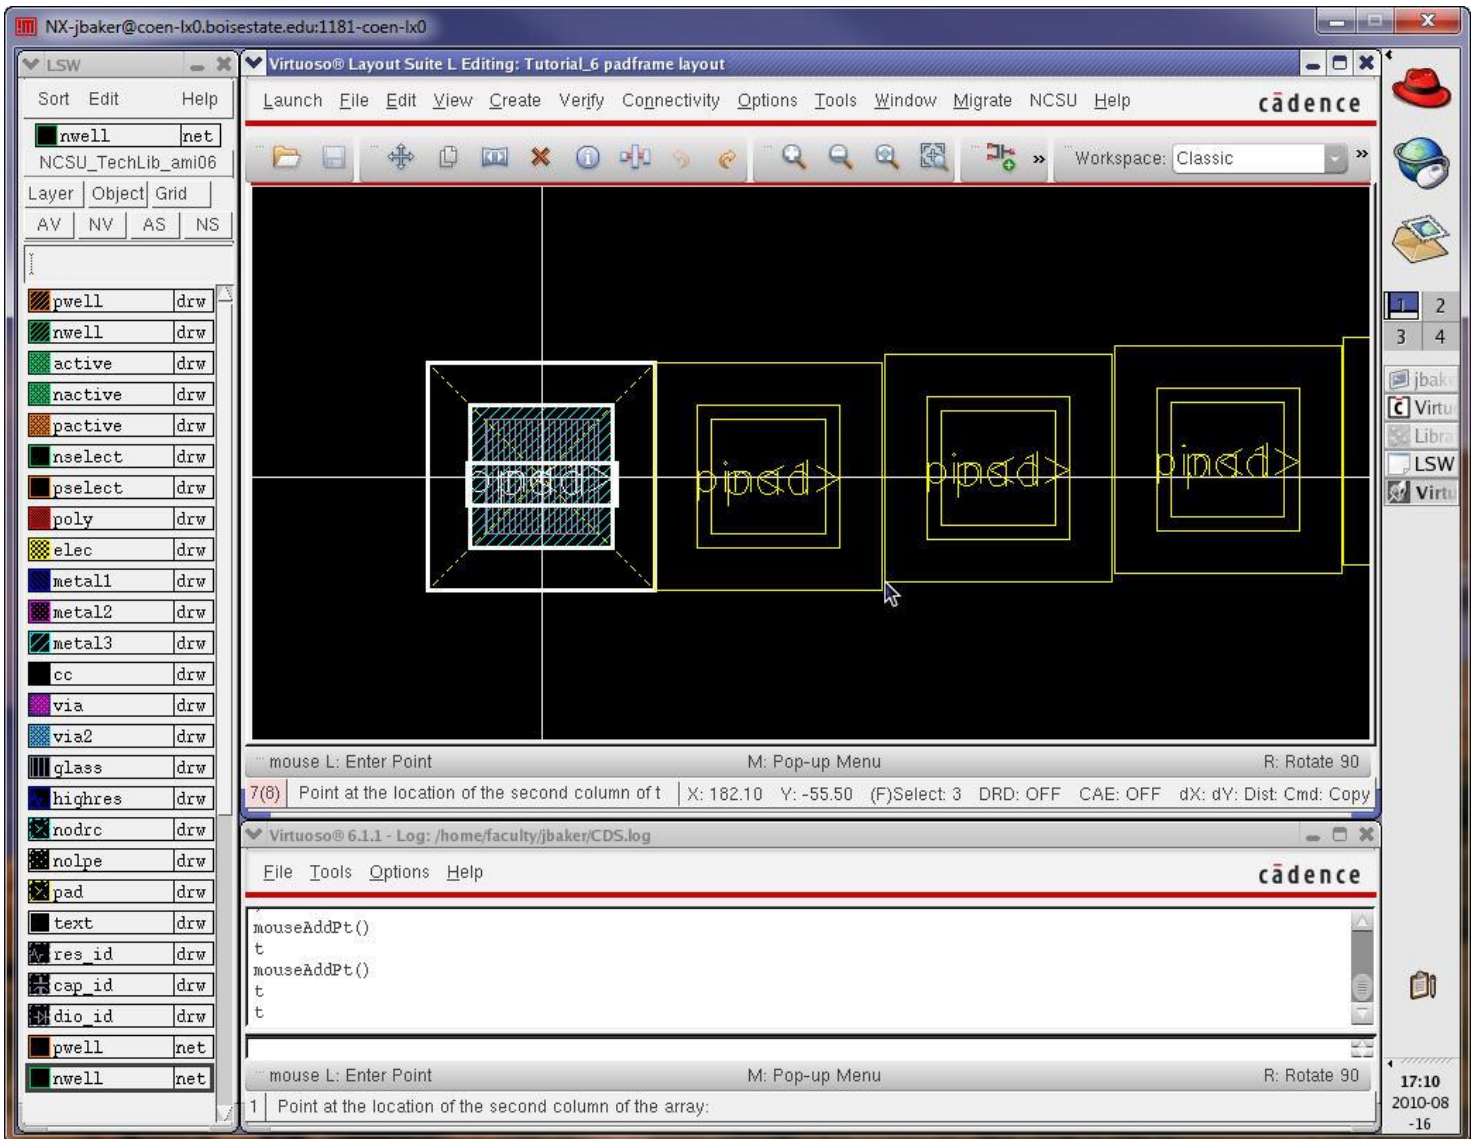 NX-jbaker@coen-lx0.boisestate.edu:1181-coen-lx0
LSW
Sort Edit Help
nwell net
NCSU_TechLib_ami06
Layer Object Grid
AV NV AS NS
pwell drw
nwell drw
active drw
nactive drw
pactive drw
nselect drw
pselect drw
poly drw
elec drw
metal1 drw
metal2 drw
metal3 drw
cc drw
via drw
via2 drw
glass drw
highres drw
nodrc drw
nolpe drw
pad drw
text drw
res_id drw
cap_id drw
dio_id drw
pwell net
nwell net
Virtuoso® Layout Suite L Editing: Tutorial_6 padframe layout
Launch File Edit View Create Verify Connectivity Options Tools Window Migrate NCSU Help
cādence
» Workspace: Classic »
mouse L: Enter Point M: Pop-up Menu R: Rotate 90
7(8) Point at the location of the second column of t X: 182.10 Y: -55.50 (F)Select: 3 DRD: OFF CAE: OFF dX: dY: Dist: Cmd: Copy
Virtuoso® 6.1.1 - Log: /home/faculty/jbaker/CDS.log
File Tools Options Help
cādence
mouseAddPt()
t
mouseAddPt()
t
t
mouse L: Enter Point M: Pop-up Menu R: Rotate 90
1 Point at the location of the second column of the array:
1 2
3 4
jbake
Virtu
Libra
LSW
Virtu
17:10
2010-08
-16